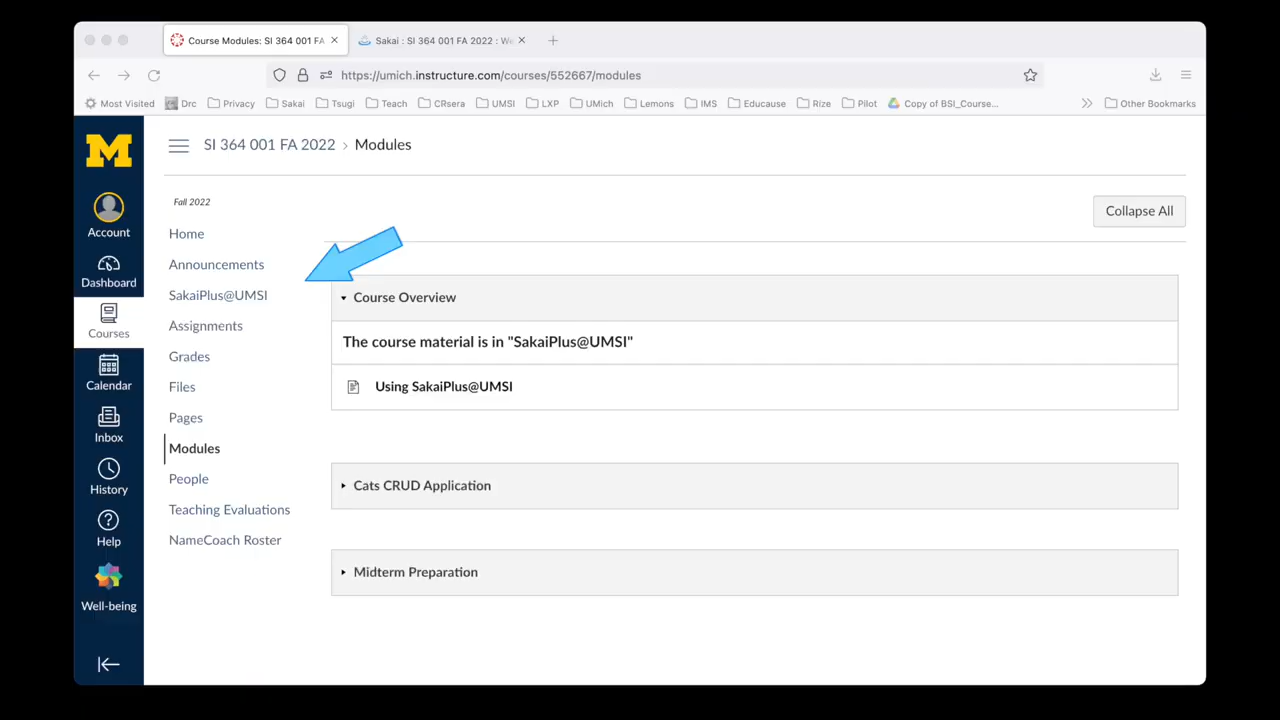 Course Modules: SI 364 001 FA
Sakai : SI 364 001 FA 2022 : We
https://umich.instructure.com/courses/552667/modules
Most Visited Drc Privacy Sakai Tsugi Teach CRsera UMSI LXP UMich Lemons IMS Educause Rize Pilot Copy of BSI_Course... Other Bookmarks
M
Account
Dashboard
Courses
Calendar
Inbox
History
Help
Well-being
SI 364 001 FA 2022 › Modules
Fall 2022
Home
Announcements
SakaiPlus@UMSI
Assignments
Grades
Files
Pages
Modules
People
Teaching Evaluations
NameCoach Roster
Collapse All
Course Overview
The course material is in "SakaiPlus@UMSI"
Using SakaiPlus@UMSI
Cats CRUD Application
Midterm Preparation